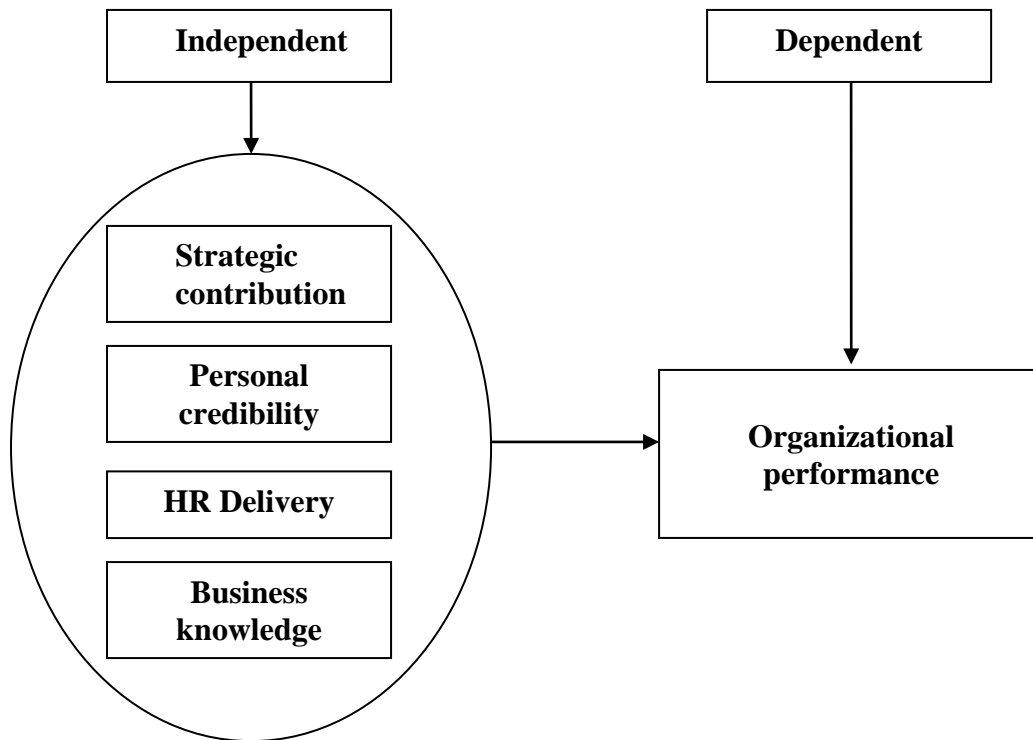 Independent
Dependent
Strategic
contribution
Personal
credibility
HR Delivery
Business
knowledge
Organizational
performance